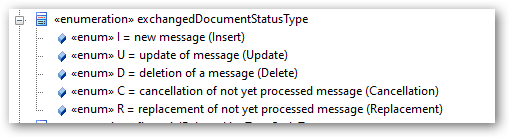 «enumeration» exchangedDocumentStatusType
«enum» I = new message (Insert)
«enum» U = update of message (Update)
«enum» D = deletion of a message (Delete)
«enum» C = cancellation of not yet processed message (Cancellation)
«enum» R = replacement of not yet processed message (Replacement)